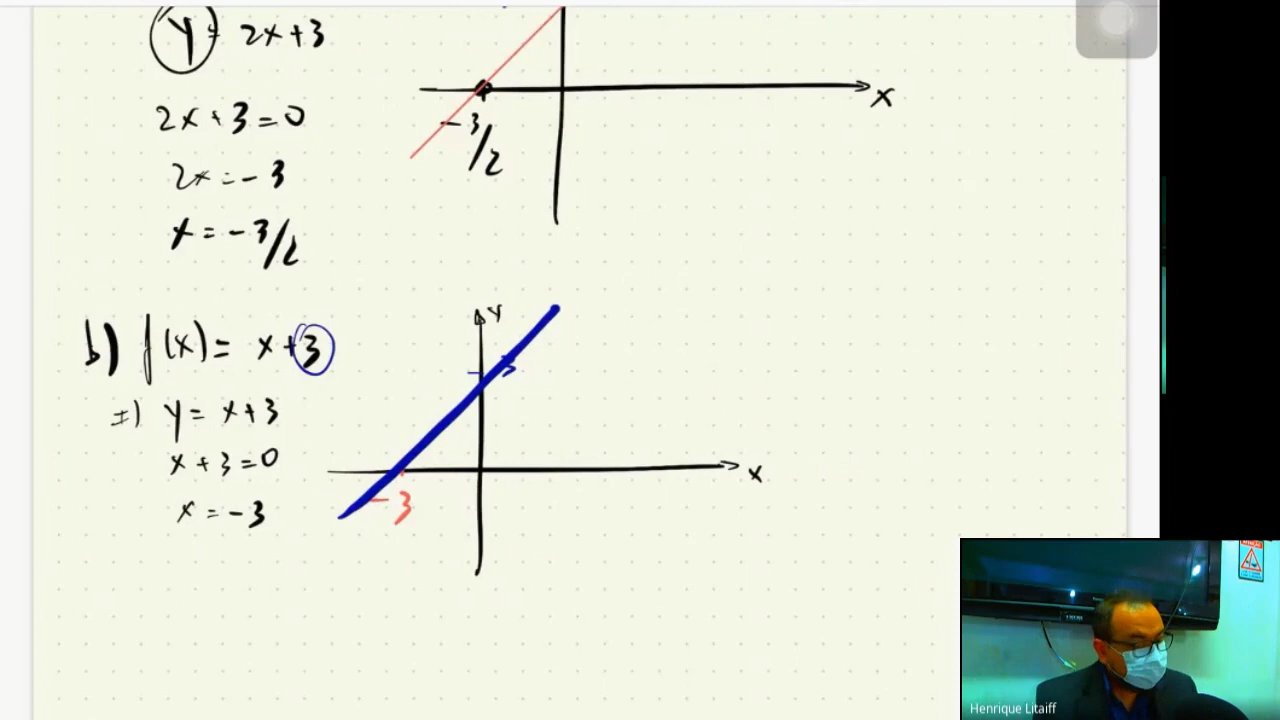 y = 2x+3
2x+3=0
2x=-3
x=-3/2
x
-3/2
b) f(x)= x+3
=) y= x+3
x+3=0
x=-3
y
3
x
-3
Henrique Litaiff